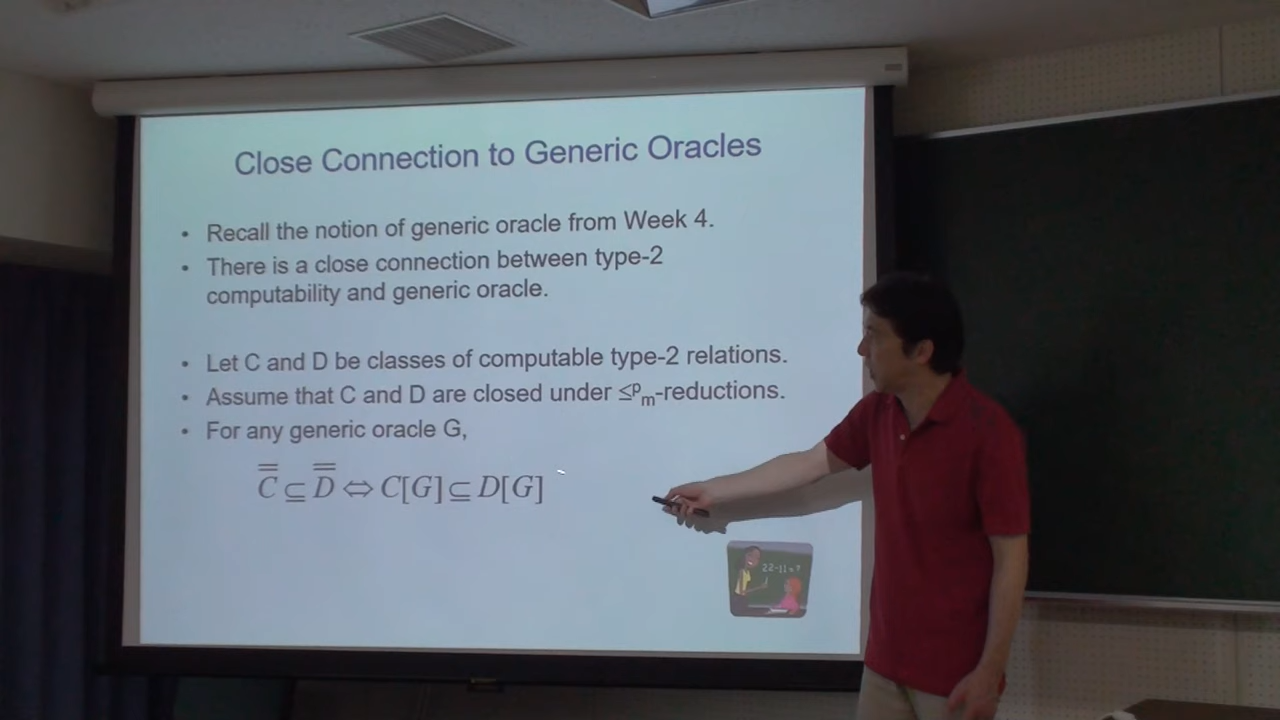 Close Connection to Generic Oracles
• Recall the notion of generic oracle from Week 4.
• There is a close connection between type-2
computability and generic oracle.
• Let C and D be classes of computable type-2 relations.
• Assume that C and D are closed under ≤ᵖₘ-reductions.
• For any generic oracle G,
C̿ ⊆ D̿ ⇔ C[G] ⊆ D[G]
22-11=?